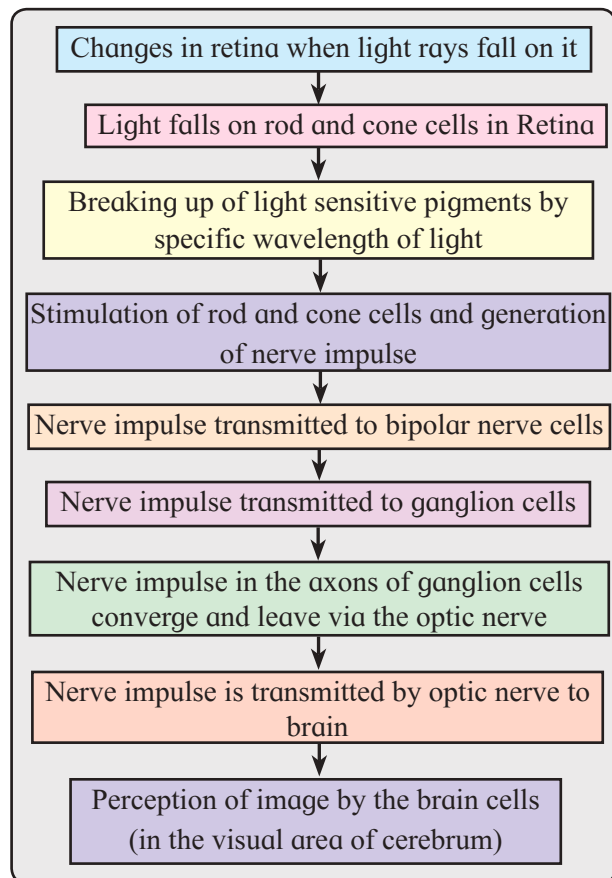 Changes in retina when light rays fall on it
Light falls on rod and cone cells in Retina
Breaking up of light sensitive pigments by
specific wavelength of light
Stimulation of rod and cone cells and generation
of nerve impulse
Nerve impulse transmitted to bipolar nerve cells
Nerve impulse transmitted to ganglion cells
Nerve impulse in the axons of ganglion cells
converge and leave via the optic nerve
Nerve impulse is transmitted by optic nerve to
brain
Perception of image by the brain cells
(in the visual area of cerebrum)